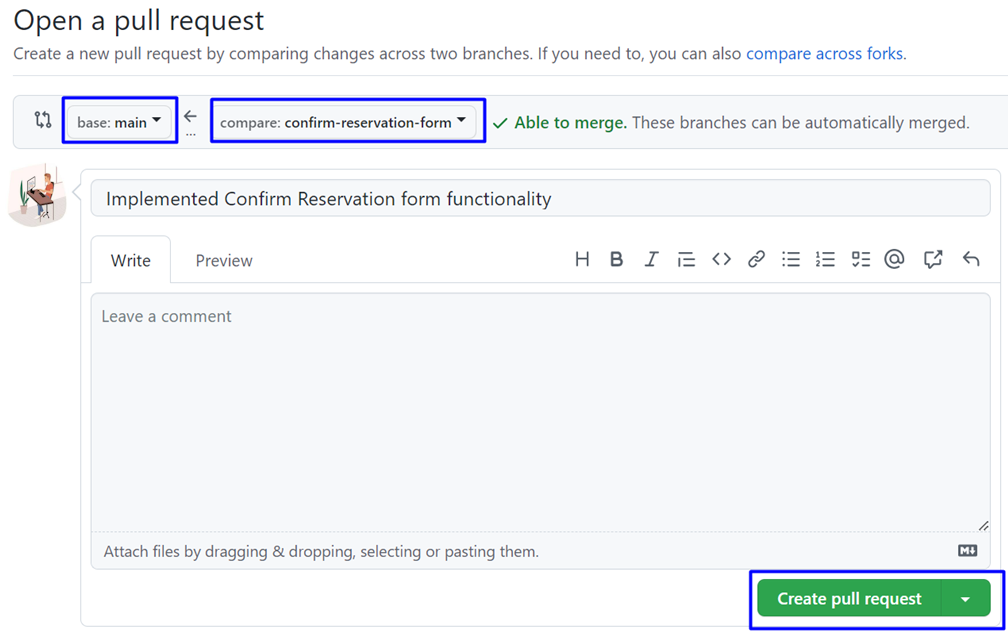 Open a pull request
Create a new pull request by comparing changes across two branches. If you need to, you can also compare across forks.
base: main ... compare: confirm-reservation-form Able to merge. These branches can be automatically merged.
Implemented Confirm Reservation form functionality
Write Preview H B I @
Leave a comment
Attach files by dragging & dropping, selecting or pasting them. M
Create pull request